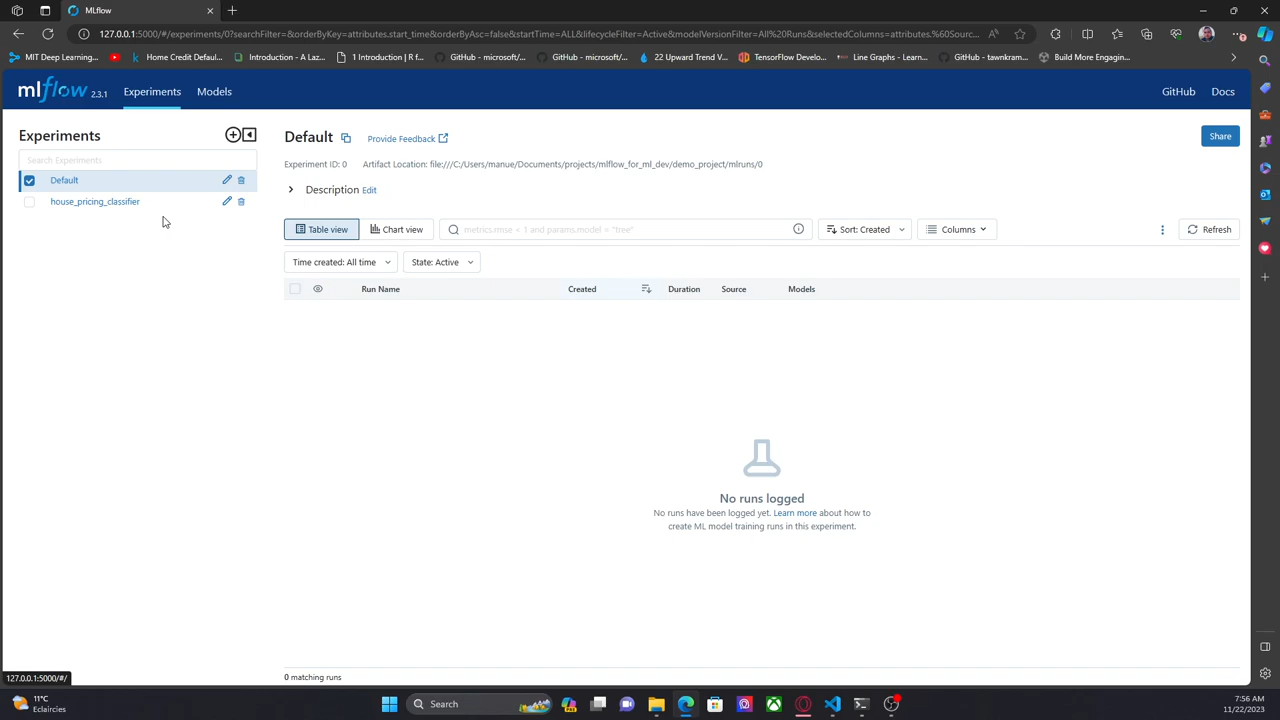 MLflow
127.0.0.1:5000/#/experiments/0?searchFilter=&orderByKey=attributes.start_time&orderByAsc=false&startTime=ALL&lifecycleFilter=Active&modelVersionFilter=All%20Runs&selectedColumns=attributes.%60Sourc...
MIT Deep Learning...
Home Credit Defaul...
Introduction - A Laz...
1 Introduction | R f...
GitHub - microsoft/...
GitHub - microsoft/...
22 Upward Trend V...
TensorFlow Develo...
Line Graphs - Learn...
GitHub - tawnkram...
Build More Engagin...
mlflow 2.3.1 Experiments Models GitHub Docs
Experiments
Search Experiments
Default
house_pricing_classifier
Default Provide Feedback Share
Experiment ID: 0 Artifact Location: file:///C:/Users/manue/Documents/projects/mlflow_for_ml_dev/demo_project/mlruns/0
Description Edit
Table view Chart view metrics.rmse < 1 and params.model = "tree" Sort: Created Columns Refresh
Time created: All time State: Active
Run Name Created Duration Source Models
No runs logged
No runs have been logged yet. Learn more about how to
create ML model training runs in this experiment.
0 matching runs
127.0.0.1:5000/#/
11°C
Eclaircies
Search
7:56 AM
11/22/2023